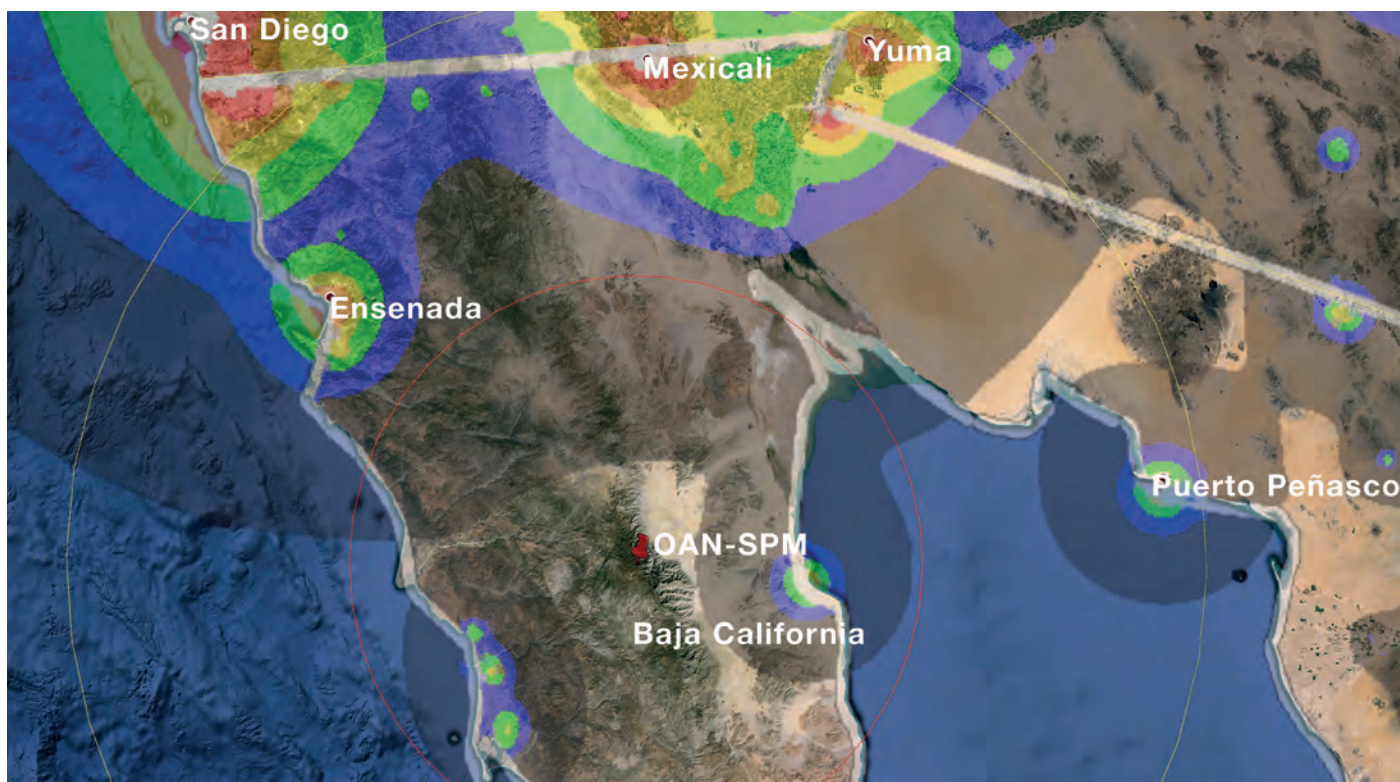 San Diego
Mexicali
Yuma
Ensenada
Puerto Peñasco
OAN-SPM
Baja California